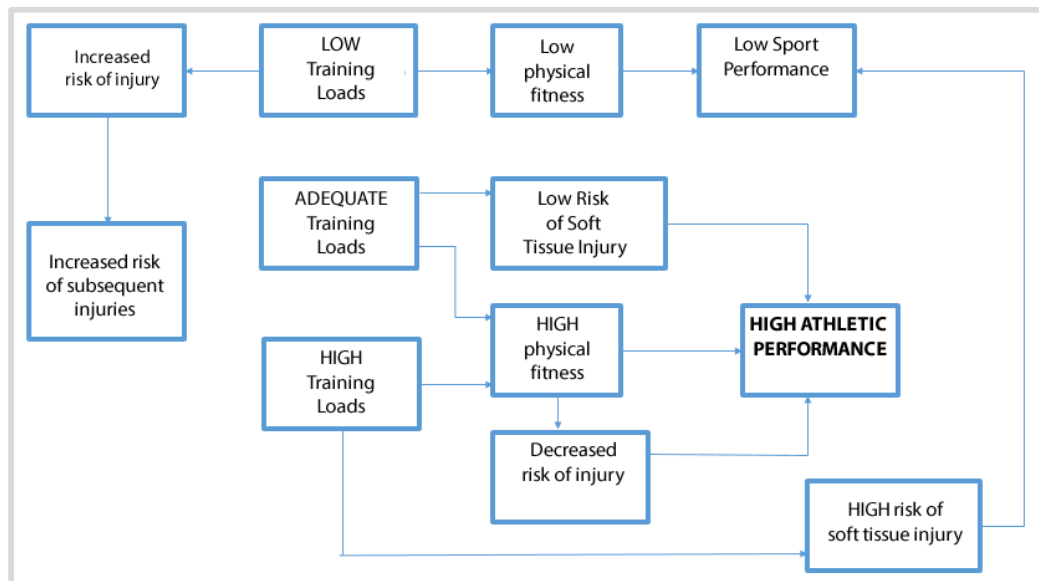 Increased
risk of injury
LOW
Training
Loads
Low
physical
fitness
Low Sport
Performance
ADEQUATE
Training
Loads
Low Risk
of Soft
Tissue Injury
Increased risk
of subsequent
injuries
HIGH
physical
fitness
HIGH ATHLETIC
PERFORMANCE
HIGH
Training
Loads
Decreased
risk of injury
HIGH risk of
soft tissue injury